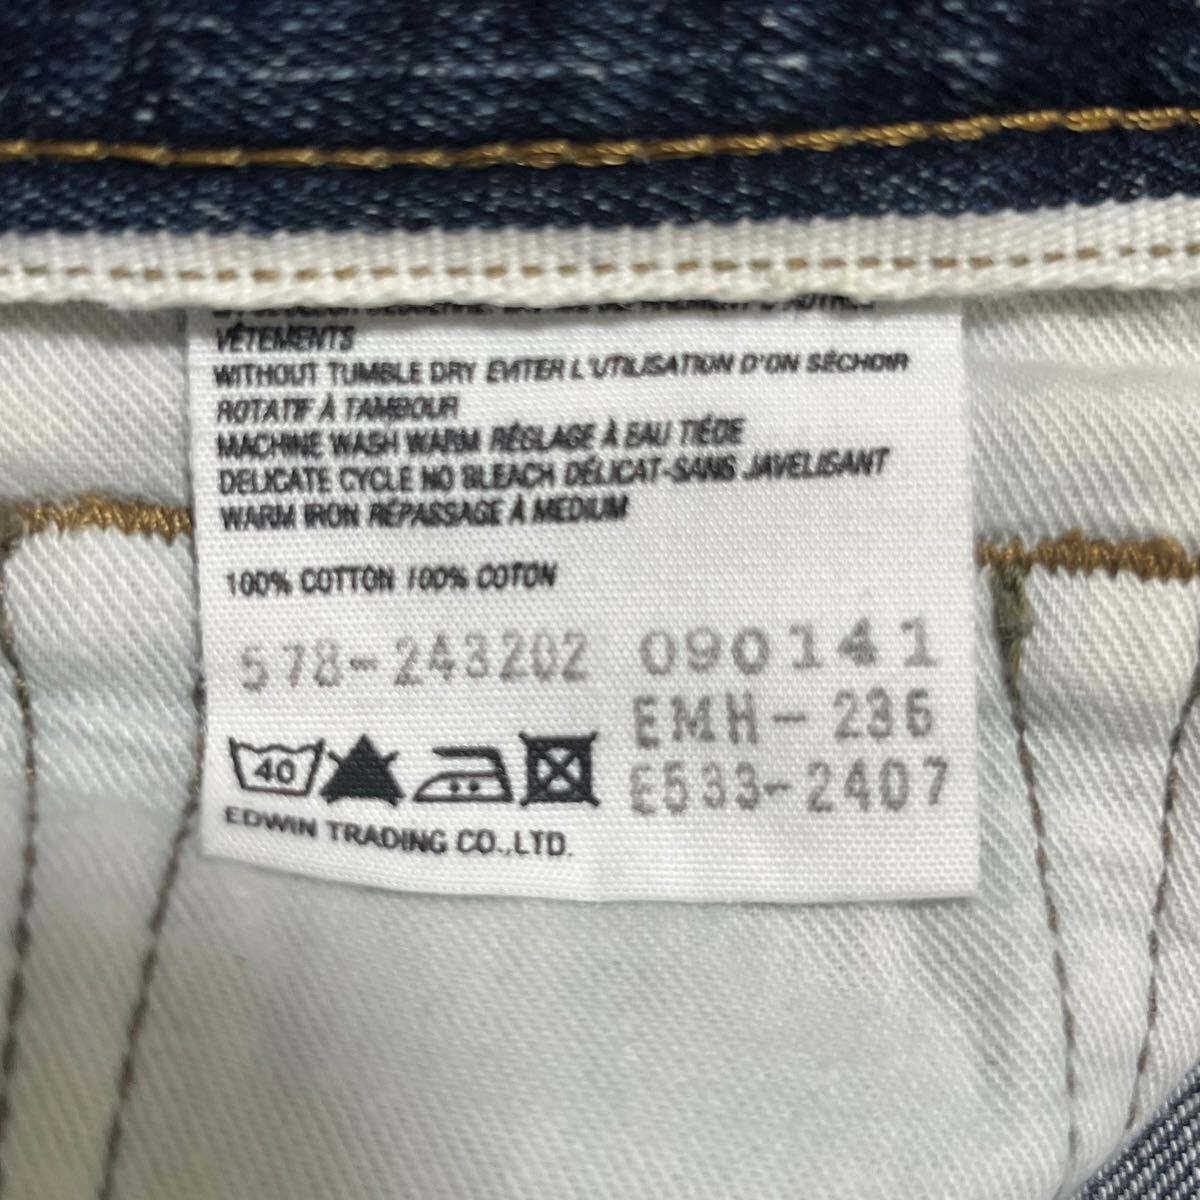 VÊTEMENTS
WITHOUT TUMBLE DRY EVITER L'UTILISATION D'ON SÉCHOIR
ROTATIF À TAMBOUR
MACHINE WASH WARM RÉGLAGE À EAU TIÉDE
DELICATE CYCLE NO BLEACH DÉLICAT-SANS JAVELISANT
WARM IRON RÉPASSAGE À MEDIUM
100% COTTON 100% COTON
578-243202 090141
EMH-236
E533-2407
40
EDWIN TRADING CO.,LTD.